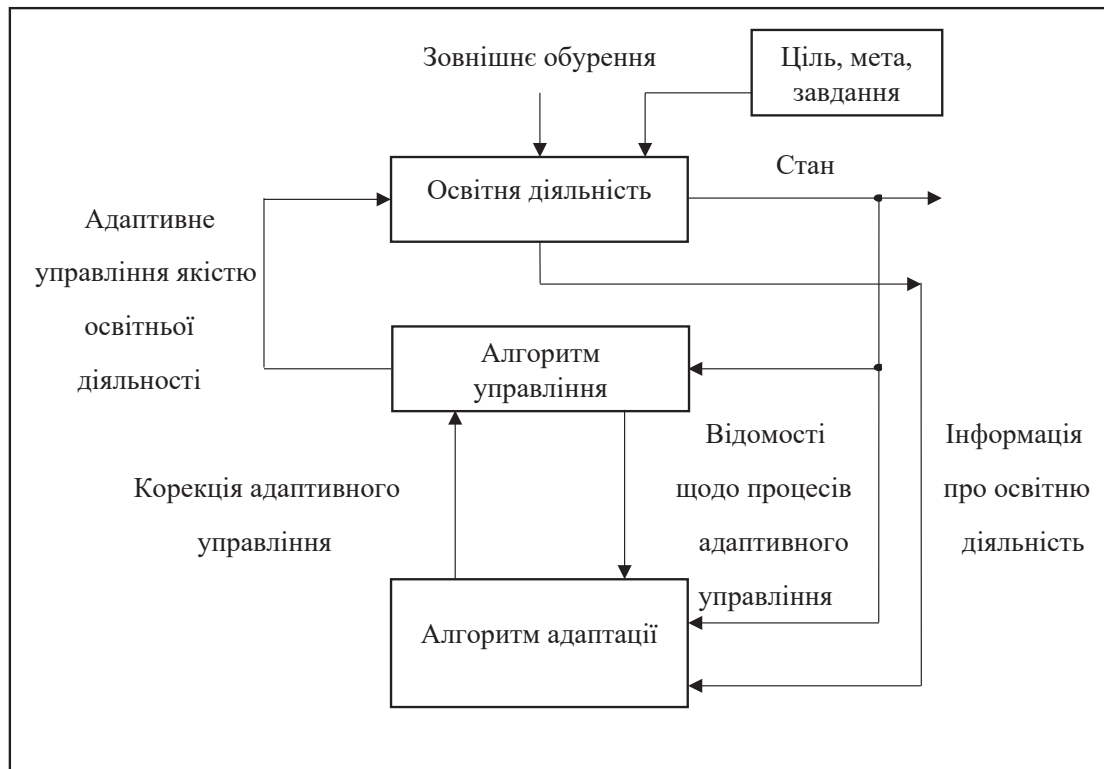 Зовнішнє обурення
Ціль, мета,
завдання
Освітня діяльність
Стан
Адаптивне
управління якістю
освітньої
діяльності
Алгоритм
управління
Корекція адаптивного
управління
Відомості
щодо процесів
адаптивного
управління
Інформація
про освітню
діяльність
Алгоритм адаптації